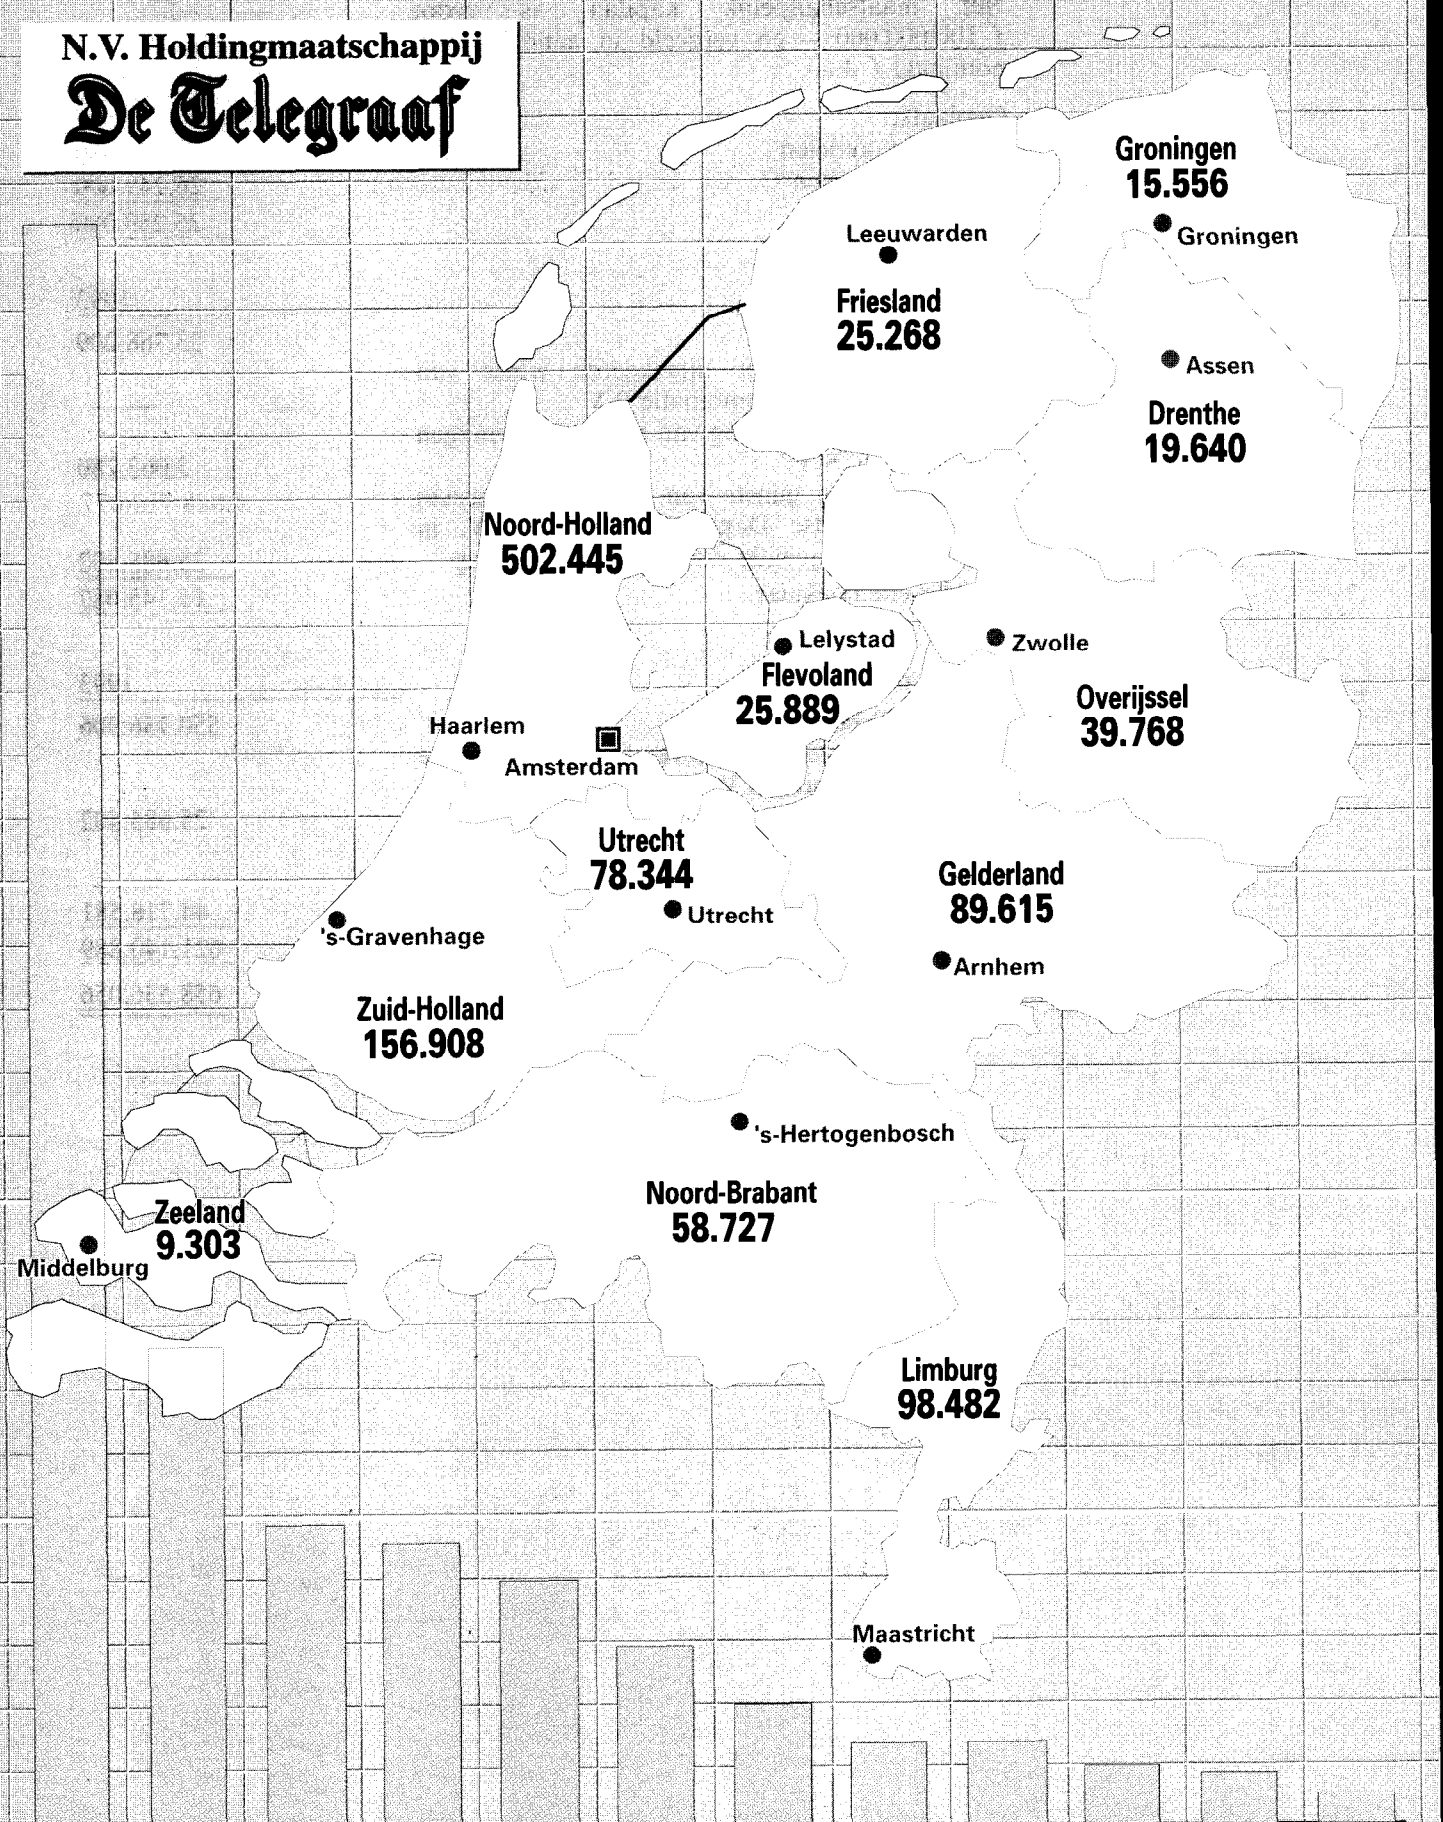 N.V. Holdingmaatschappij
De Telegraaf
Groningen
15.556
Groningen
Leeuwarden
Friesland
25.268
Assen
Drenthe
19.640
Noord-Holland
502.445
Lelystad
Flevoland
25.889
Zwolle
Overijssel
39.768
Haarlem
Amsterdam
Utrecht
78.344
Utrecht
Gelderland
89.615
Arnhem
's-Gravenhage
Zuid-Holland
156.908
's-Hertogenbosch
Noord-Brabant
58.727
Zeeland
9.303
Middelburg
Limburg
98.482
Maastricht